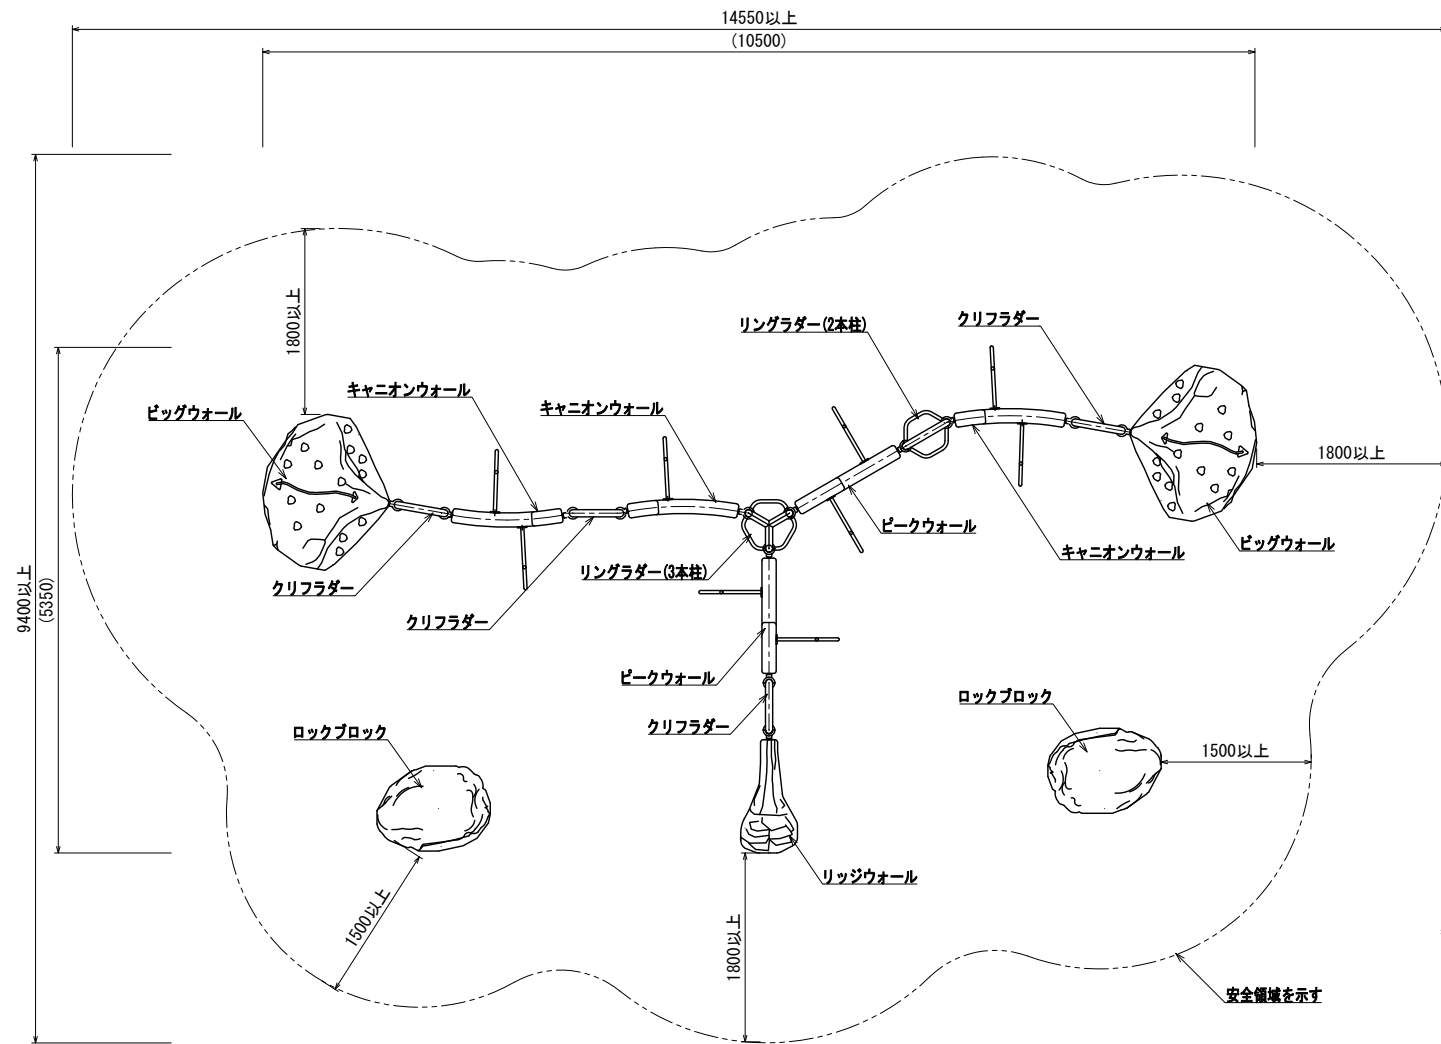 14550以上
(10500)
1800以上
リングラダー(2本柱)
クリフラダー
キャニオンウォール
キャニオンウォール
ビッグウォール
1800以上
ピークウォール
ビッグウォール
キャニオンウォール
リングラダー(3本柱)
クリフラダー
クリフラダー
9400以上
(5350)
ピークウォール
ロックブロック
クリフラダー
ロックブロック
1500以上
リッジウォール
1500以上
1800以上
安全領域を示す